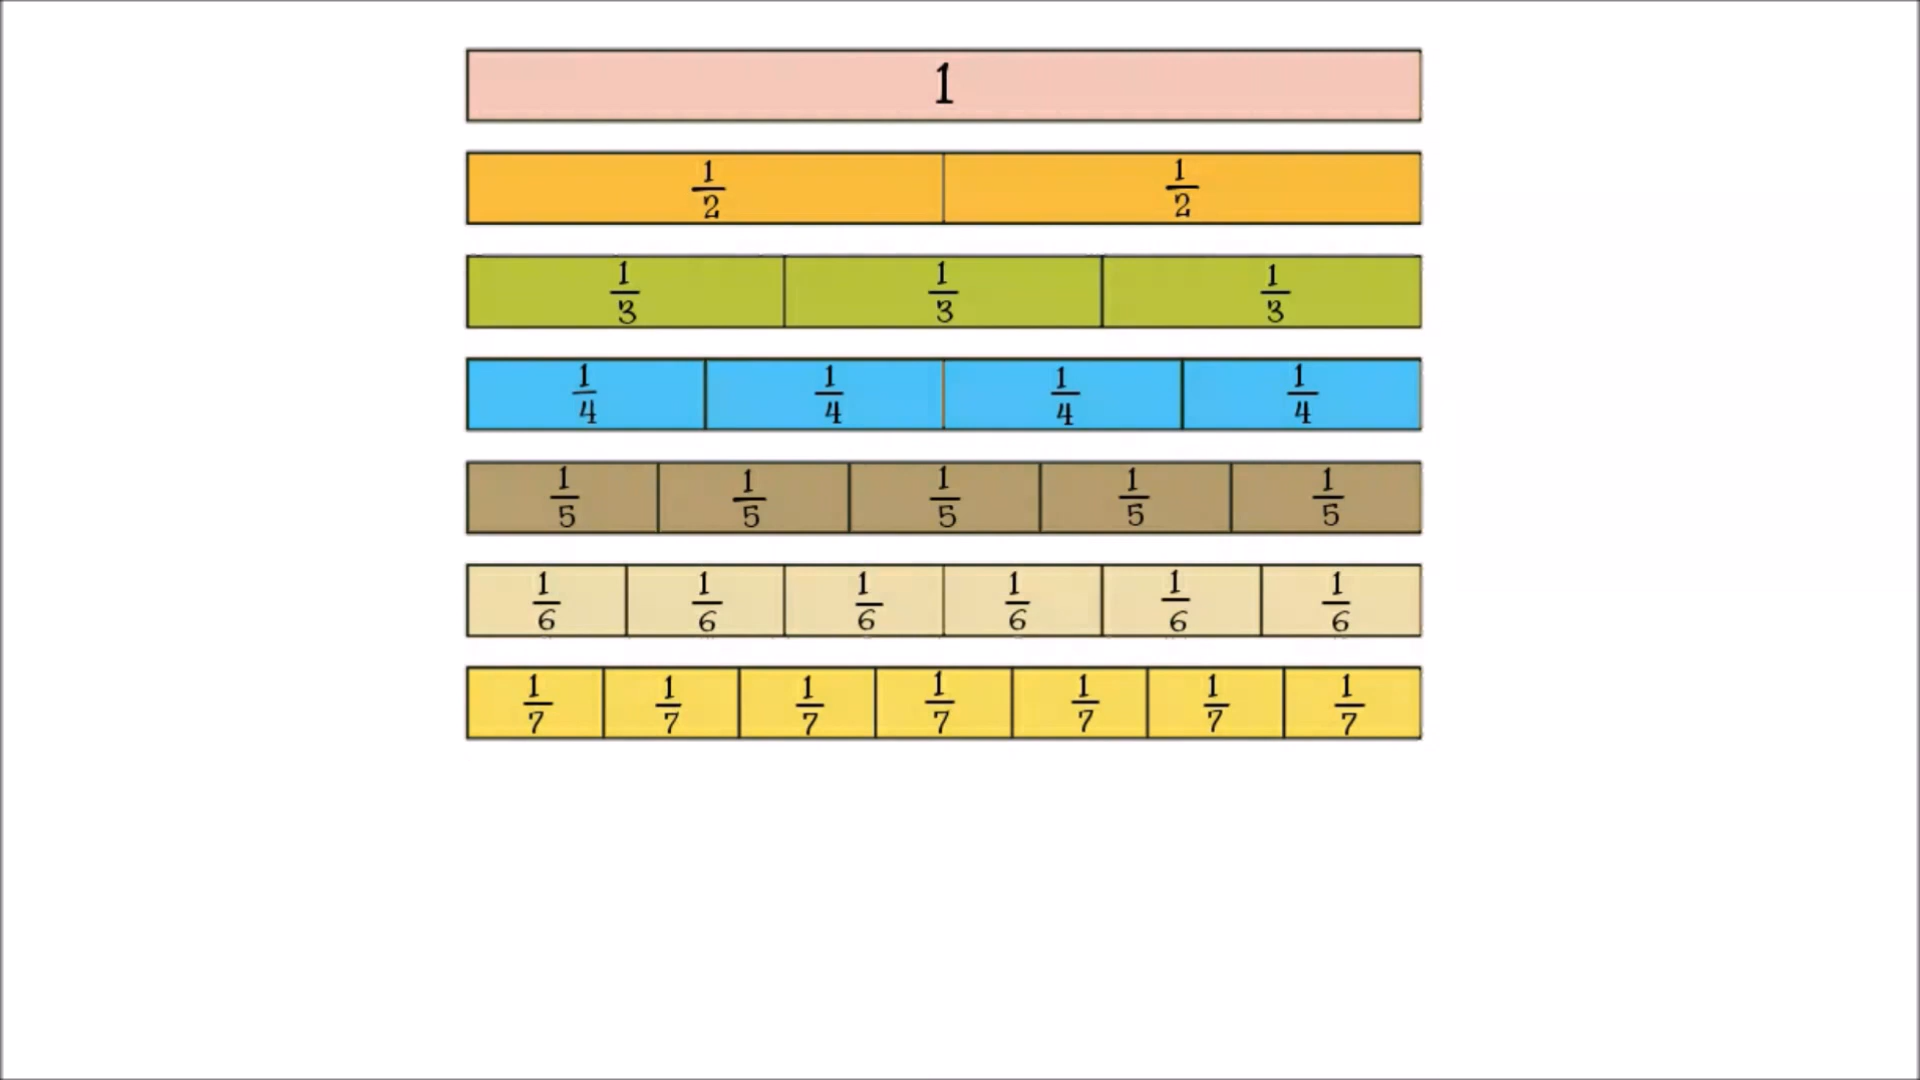 1
1/2 1/2
1/3 1/3 1/3
1/4 1/4 1/4 1/4
1/5 1/5 1/5 1/5 1/5
1/6 1/6 1/6 1/6 1/6 1/6
1/7 1/7 1/7 1/7 1/7 1/7 1/7